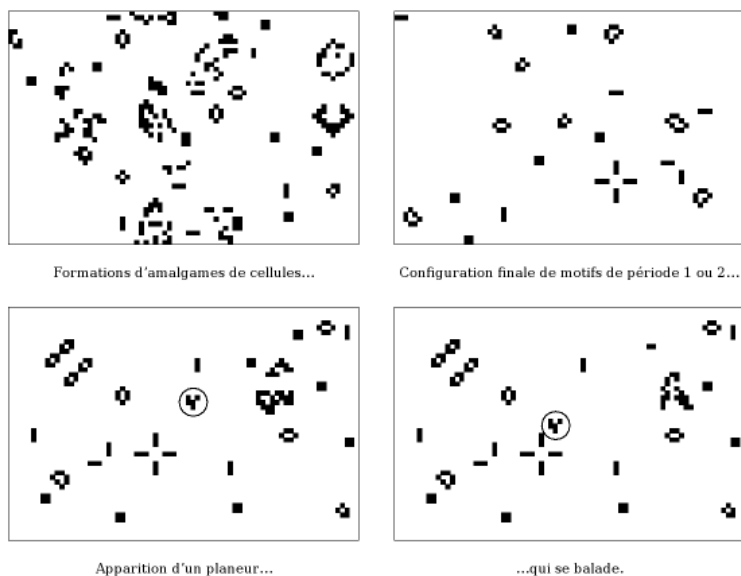 Formations d'amalgames de cellules...
Configuration finale de motifs de période 1 ou 2...
Apparition d'un planeur...
...qui se balade.